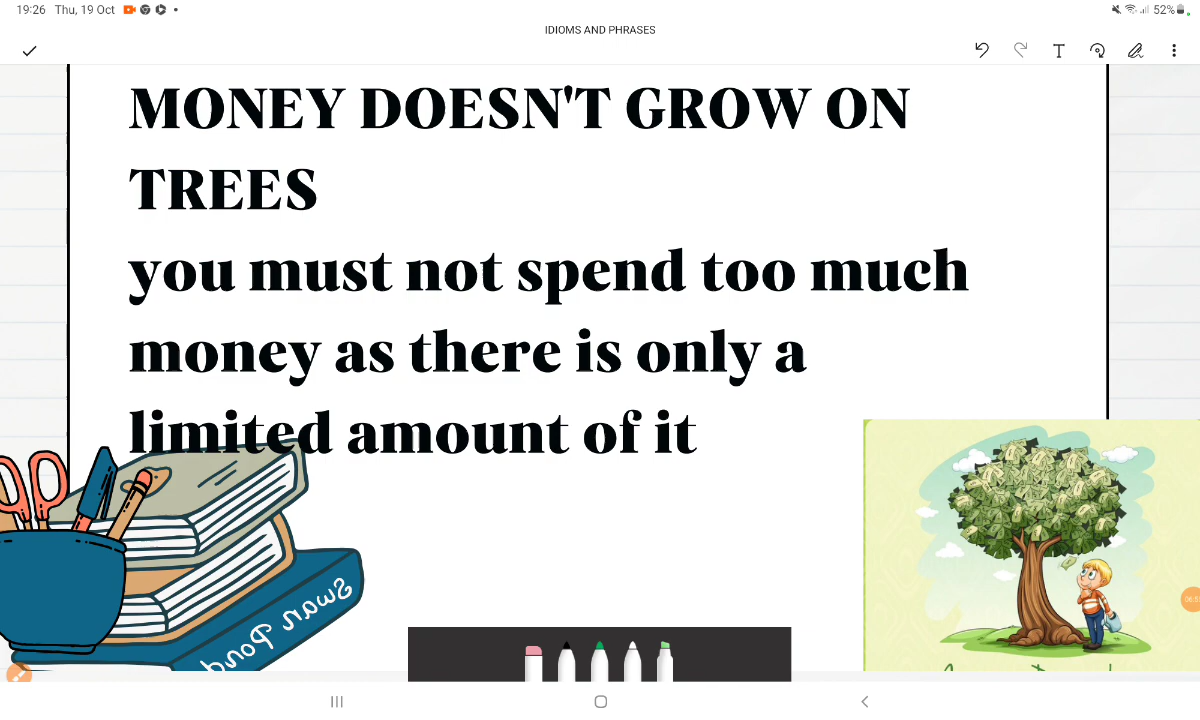 19:26 Thu, 19 Oct 52%
IDIOMS AND PHRASES
T
MONEY DOESN'T GROW ON
TREES
you must not spend too much
money as there is only a
limited amount of it
Swan Pond